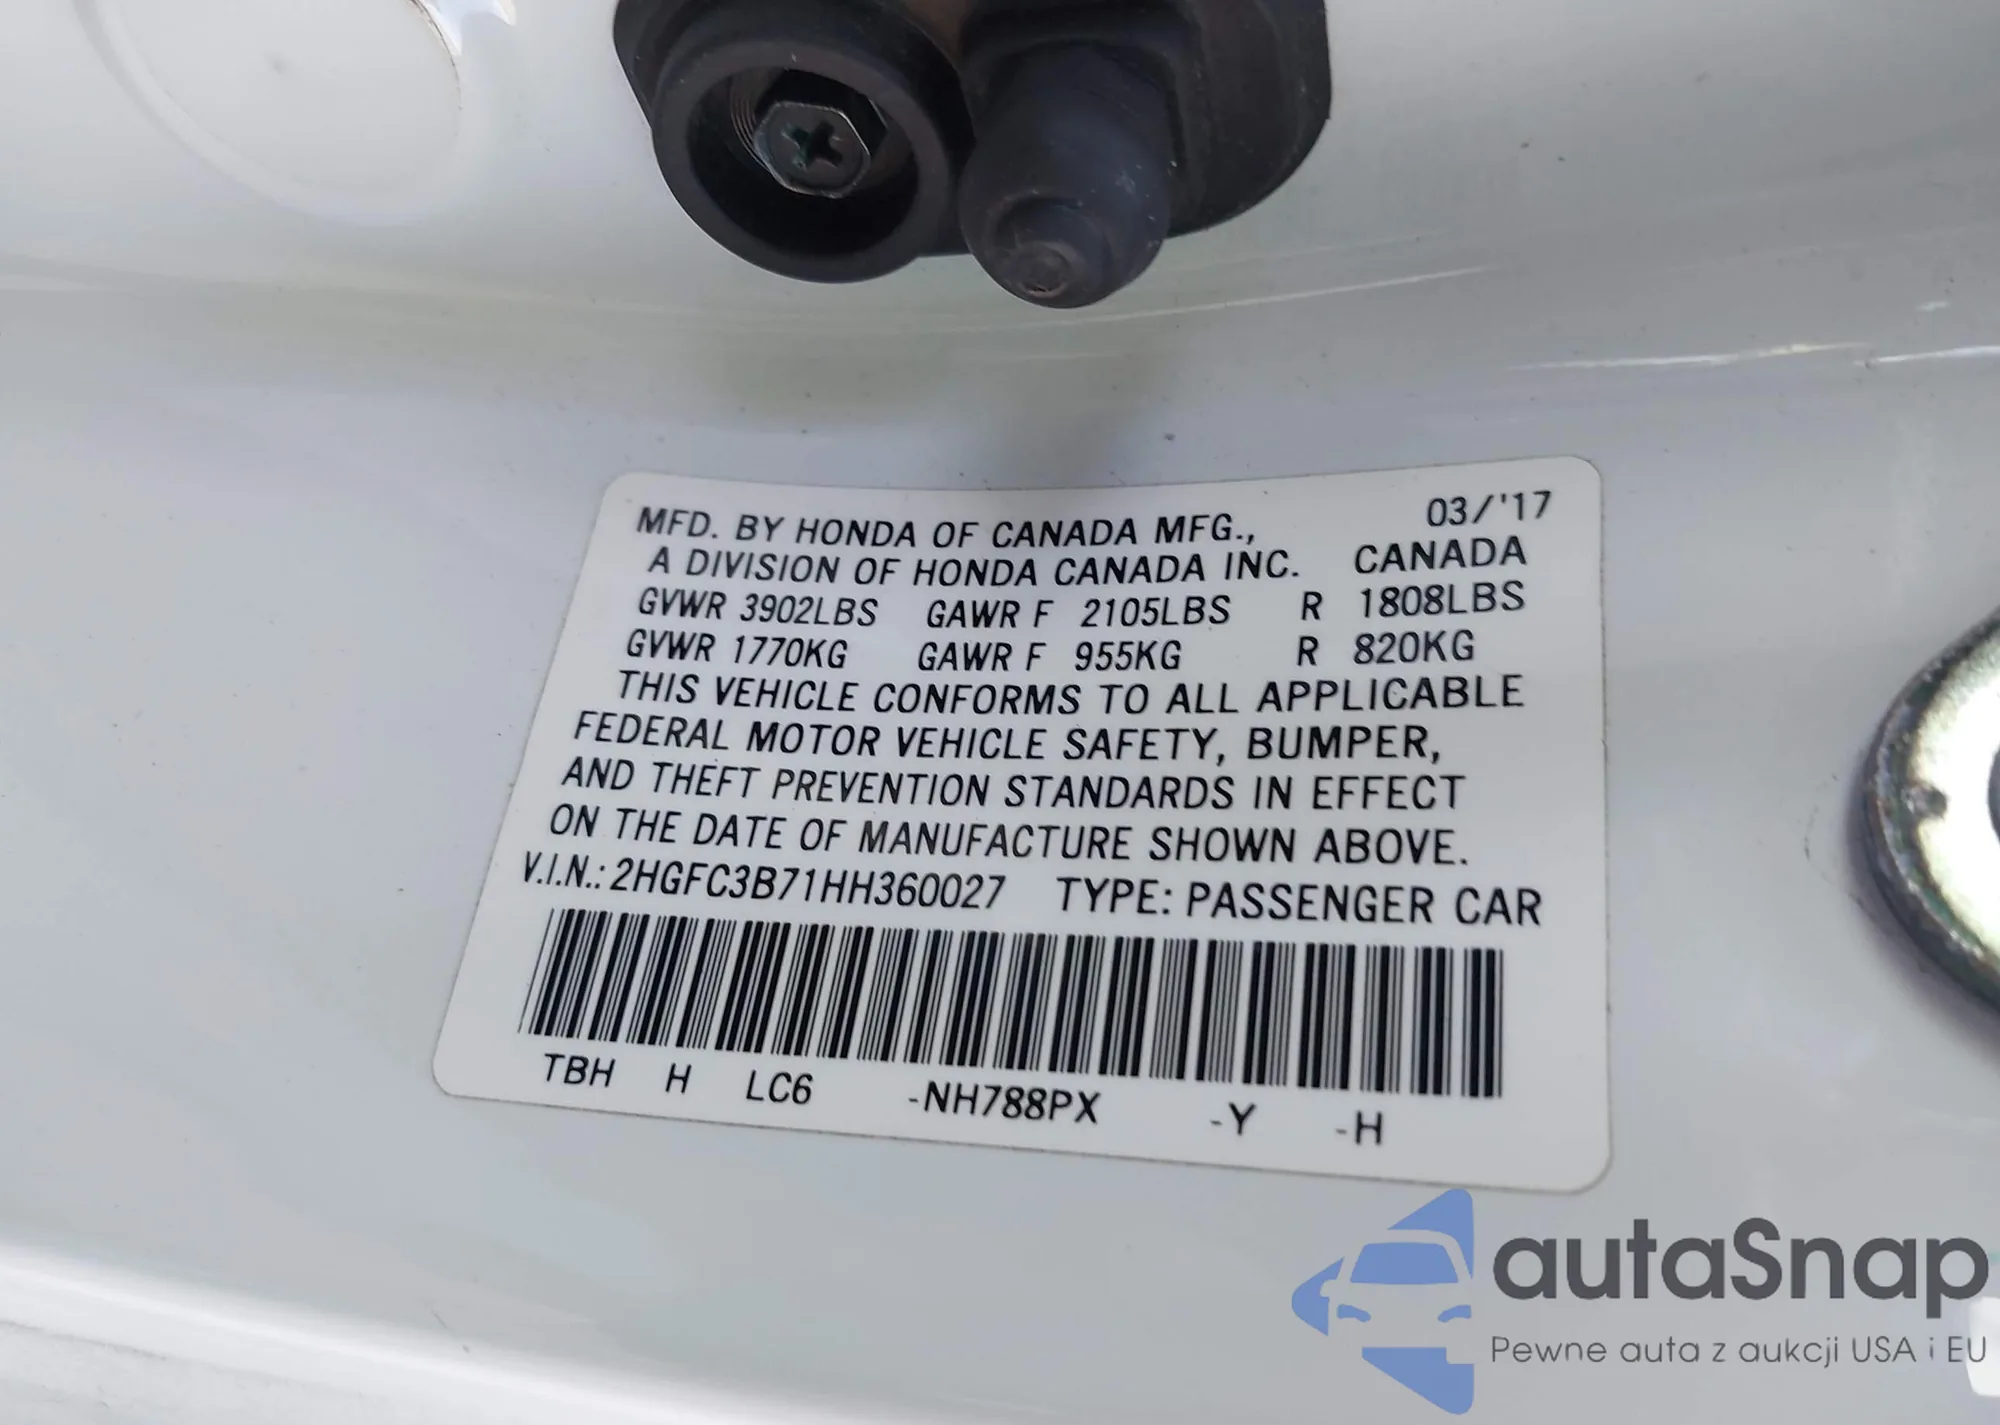 MFD. BY HONDA OF CANADA MFG., 03/'17
A DIVISION OF HONDA CANADA INC. CANADA
GVWR 3902LBS GAWR F 2105LBS R 1808LBS
GVWR 1770KG GAWR F 955KG R 820KG
THIS VEHICLE CONFORMS TO ALL APPLICABLE
FEDERAL MOTOR VEHICLE SAFETY, BUMPER,
AND THEFT PREVENTION STANDARDS IN EFFECT
ON THE DATE OF MANUFACTURE SHOWN ABOVE.
V.I.N.: 2HGFC3B71HH360027 TYPE: PASSENGER CAR
TBH H LC6 -NH788PX -Y -H
autaSnap
Pewne auta z aukcji USA i EU